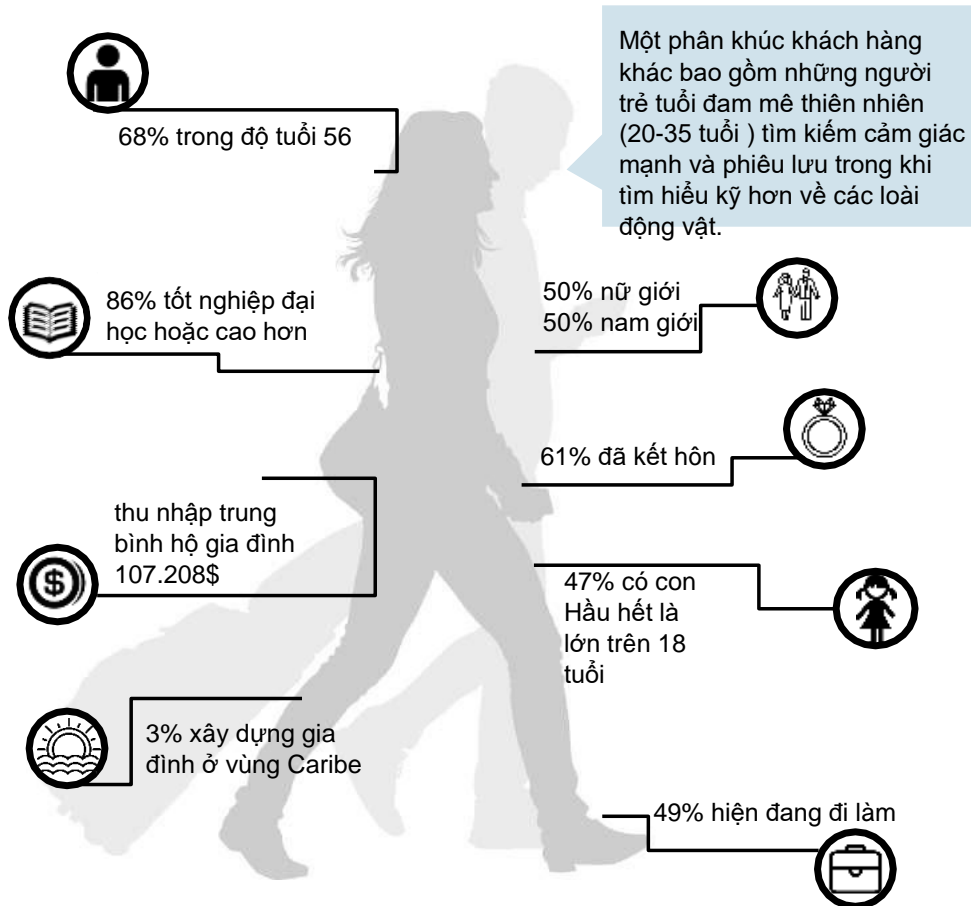 68% trong độ tuổi 56
Một phân khúc khách hàng
khác bao gồm những người
trẻ tuổi đam mê thiên nhiên
(20-35 tuổi ) tìm kiếm cảm giác
mạnh và phiêu lưu trong khi
tìm hiểu kỹ hơn về các loài
động vật.
86% tốt nghiệp đại
học hoặc cao hơn
50% nữ giới
50% nam giới
61% đã kết hôn
thu nhập trung
bình hộ gia đình
107.208$
$
47% có con
Hầu hết là
lớn trên 18
tuổi
3% xây dựng gia
đình ở vùng Caribe
49% hiện đang đi làm